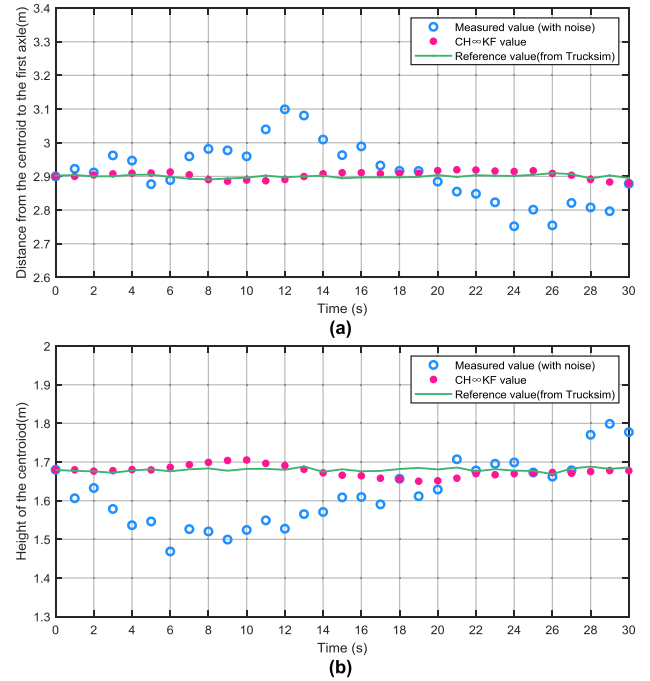 3.4
3.3
3.2
3.1
3
2.9
2.8
2.7
2.6
Distance from the centroid to the first axle(m)
Measured value (with noise)
CH∞KF value
Reference value(from Trucksim)
0 2 4 6 8 10 12 14 16 18 20 22 24 26 28 30
Time (s)
(a)
2
1.9
1.8
1.7
1.6
1.5
1.4
1.3
Height of the centroiod(m)
Measured value (with noise)
CH∞KF value
Reference value(from Trucksim)
0 2 4 6 8 10 12 14 16 18 20 22 24 26 28 30
Time (s)
(b)